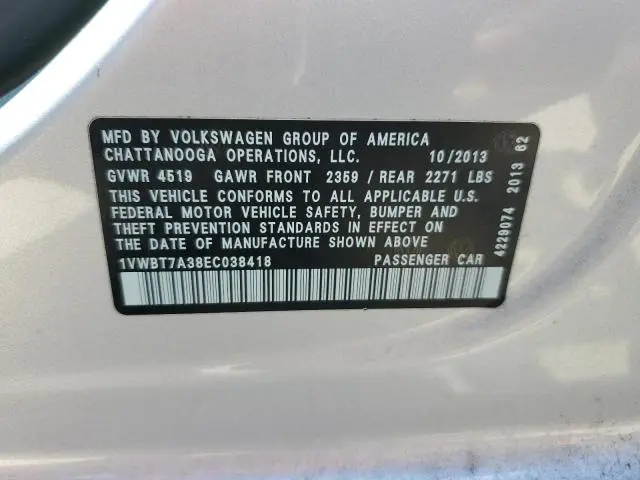 MFD BY VOLKSWAGEN GROUP OF AMERICA
CHATTANOOGA OPERATIONS, LLC. 10/2013
GVWR 4519 GAWR FRONT 2359 / REAR 2271 LBS
THIS VEHICLE CONFORMS TO ALL APPLICABLE U.S.
FEDERAL MOTOR VEHICLE SAFETY, BUMPER AND
THEFT PREVENTION STANDARDS IN EFFECT ON
THE DATE OF MANUFACTURE SHOWN ABOVE
1VWBT7A38EC038418 PASSENGER CAR
4229074 2013 62